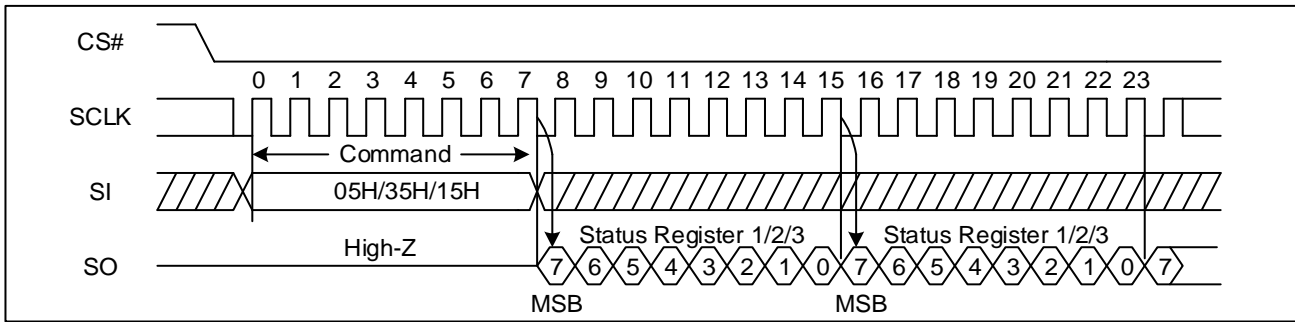 CS#
0 1 2 3 4 5 6 7 8 9 10 11 12 13 14 15 16 17 18 19 20 21 22 23
SCLK
Command
SI
05H/35H/15H
High-Z
Status Register 1/2/3
Status Register 1/2/3
SO
7 6 5 4 3 2 1 0 7 6 5 4 3 2 1 0 7
MSB
MSB